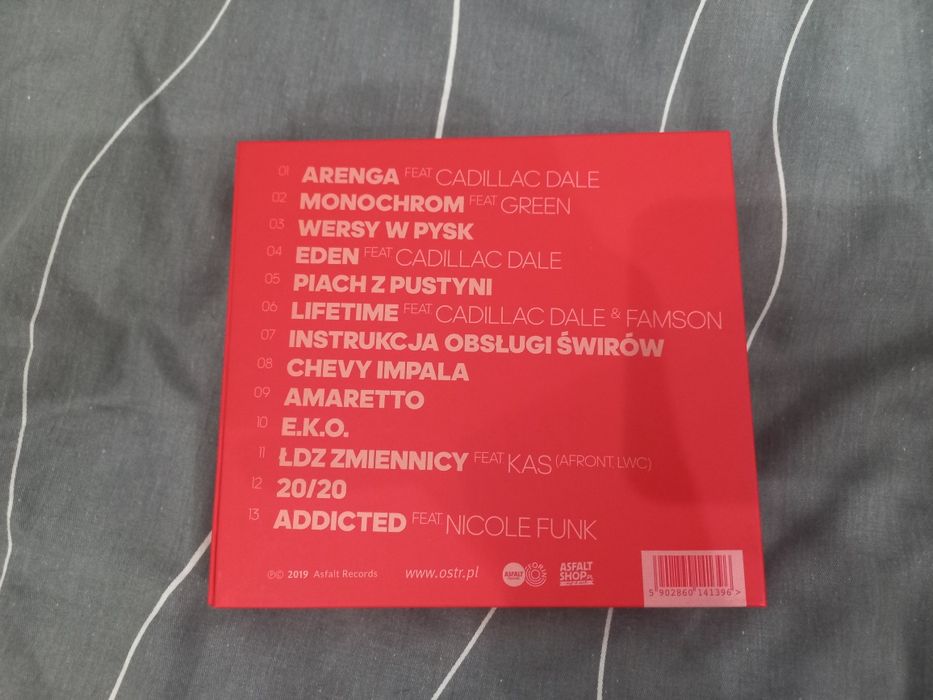 01 ARENGA FEAT. CADILLAC DALE
02 MONOCHROM FEAT. GREEN
03 WERSY W PYSK
04 EDEN FEAT. CADILLAC DALE
05 PIACH Z PUSTYNI
06 LIFETIME FEAT. CADILLAC DALE & FAMSON
07 INSTRUKCJA OBSŁUGI ŚWIRÓW
08 CHEVY IMPALA
09 AMARETTO
10 E.K.O.
11 ŁDZ ZMIENNICY FEAT. KAS (AFRONT, LWC)
12 20/20
13 ADDICTED FEAT. NICOLE FUNK
℗© 2019 Asfalt Records www.ostr.pl ASFALT ASFALT
SHOP.PL
5 902860 141396 >